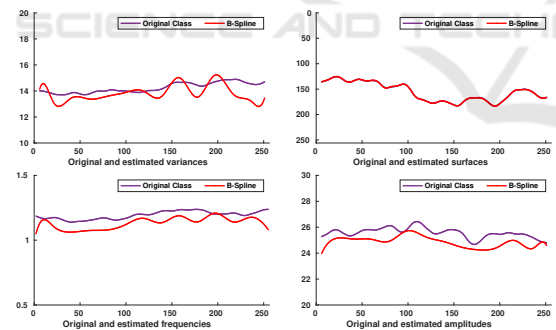 SCIENCE AND TECH
20
18
16
14
12
10
Original Class B-Spline
0 50 100 150 200 250
Original and estimated variances
0
50
100
150
200
250
Original Class B-Spline
0 50 100 150 200 250
Original and estimated surfaces
1.5
1
0.5
Original Class B-Spline
0 50 100 150 200 250
Original and estimated frequencies
30
28
26
24
22
20
Original Class B-Spline
0 50 100 150 200 250
Original and estimated amplitudes